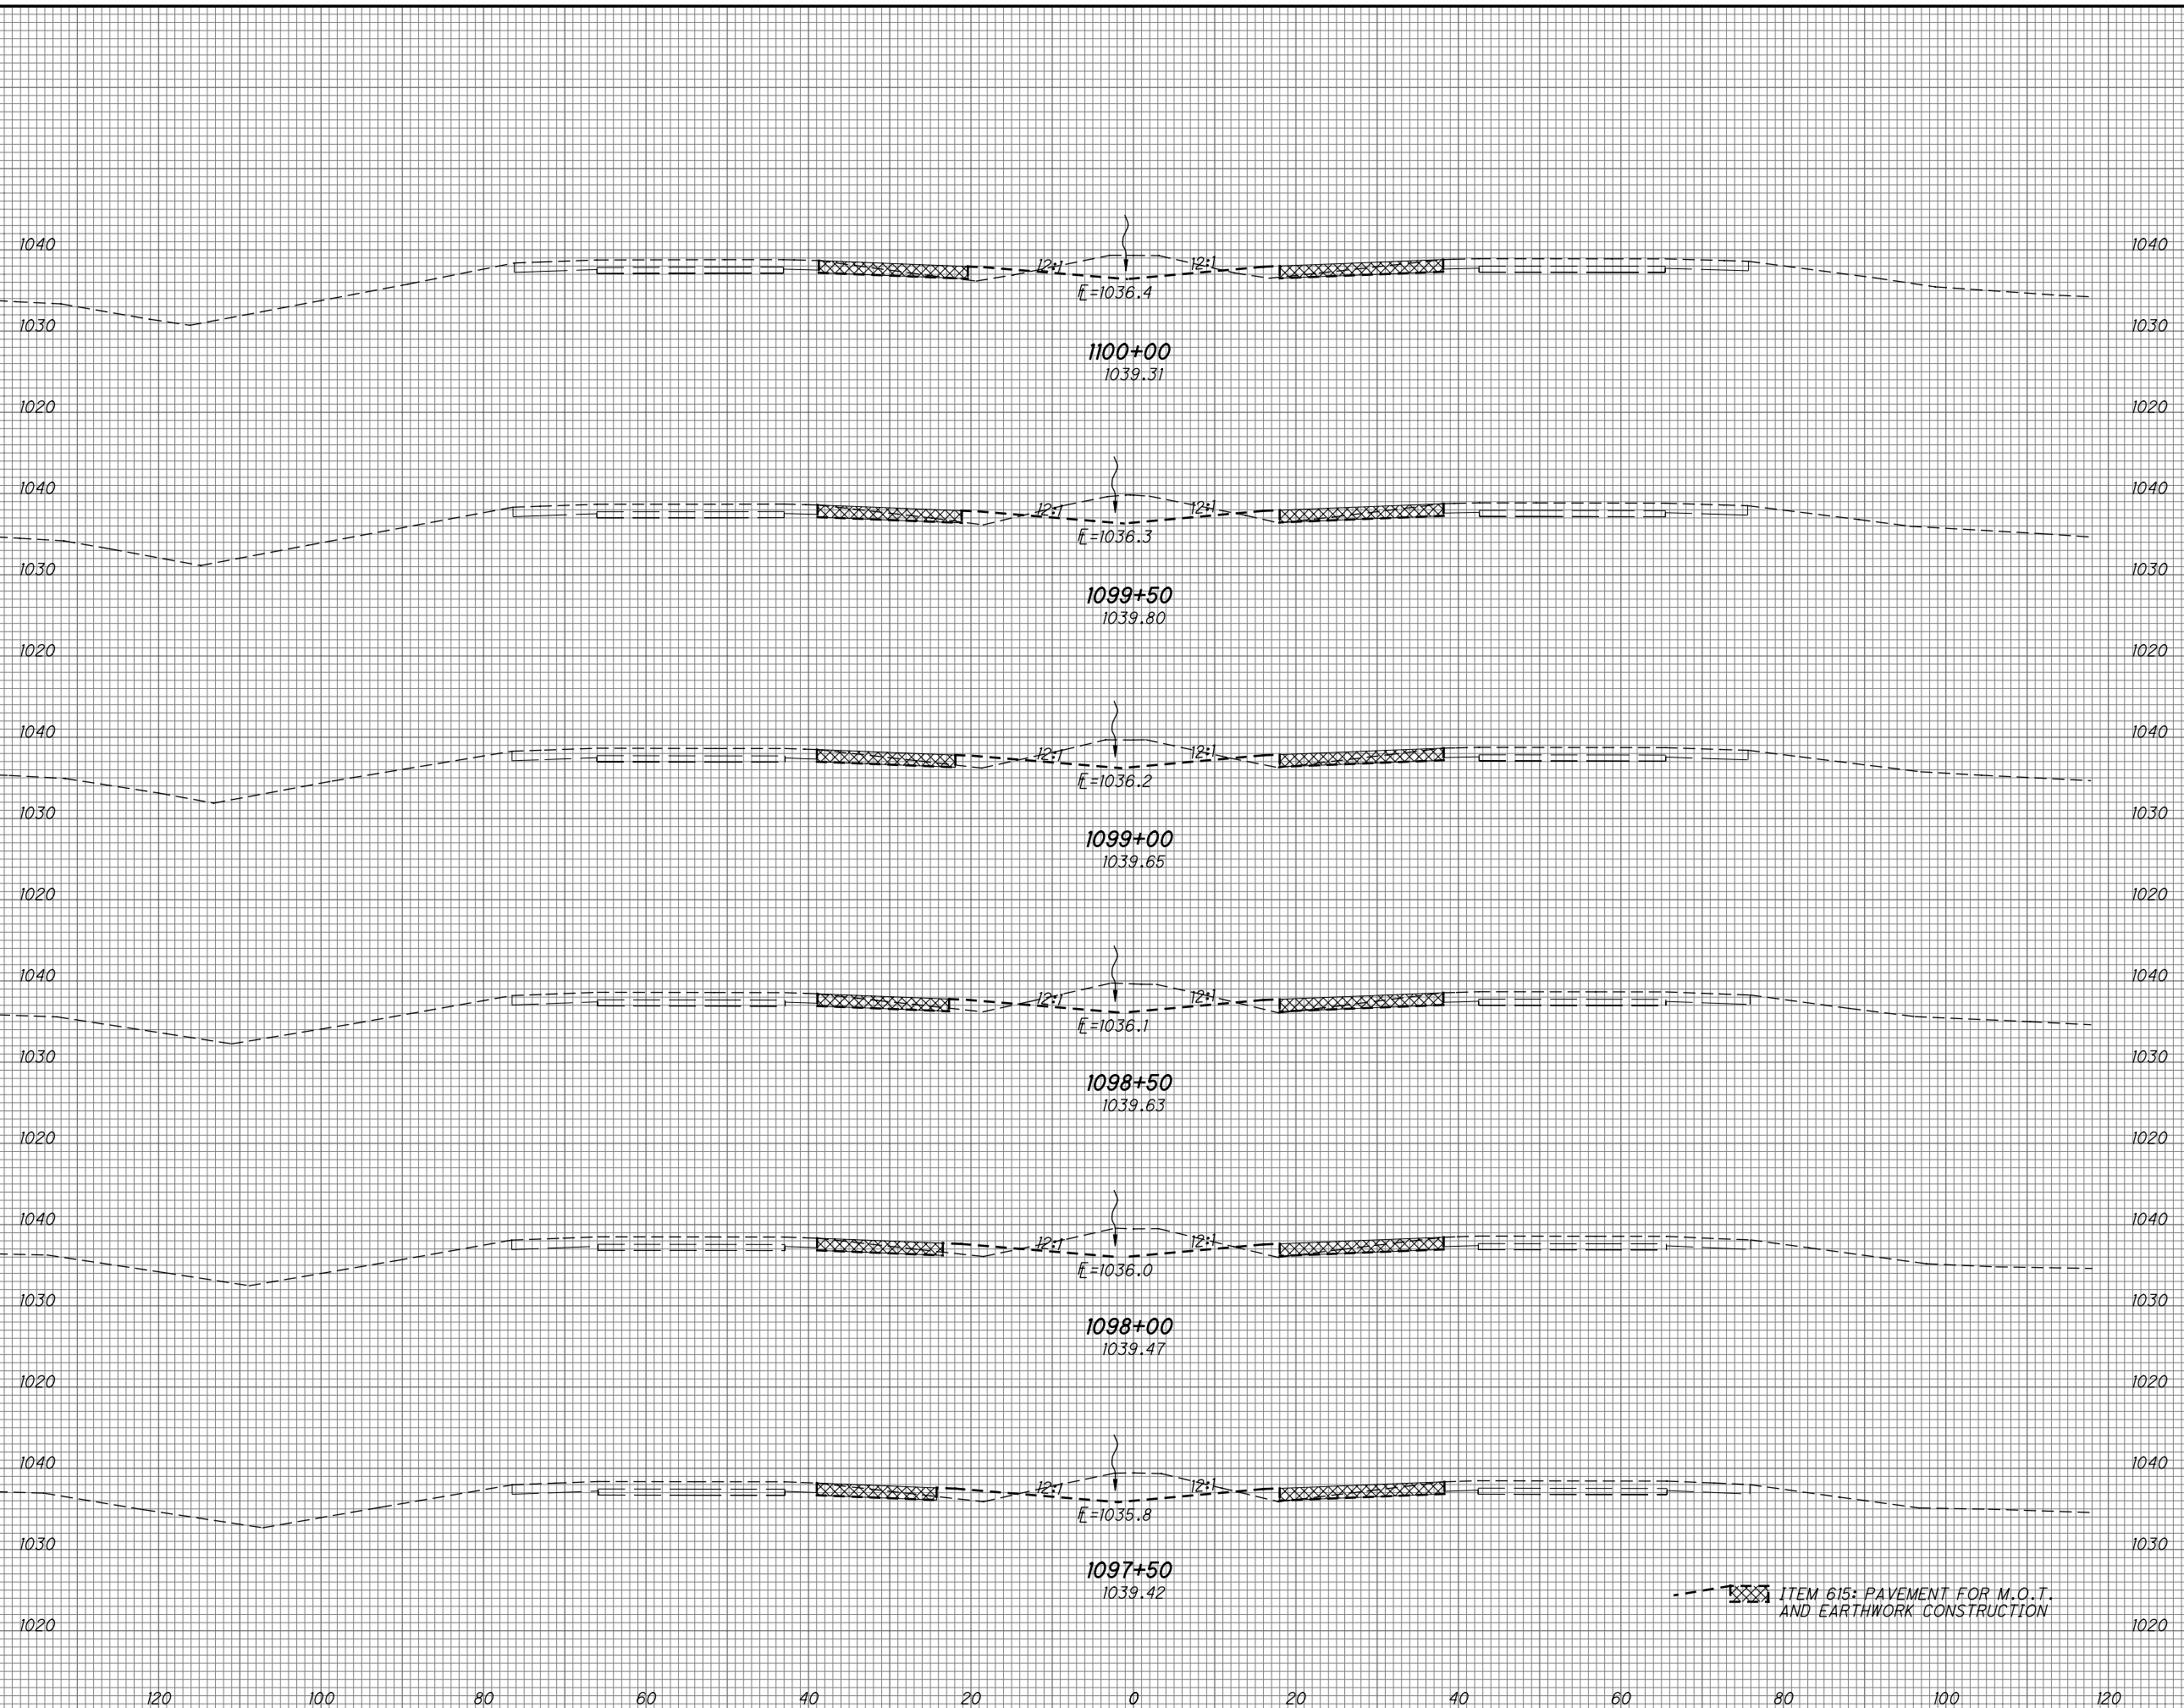 1040 12:1 12:1 1040
FL=1036.4
1030 1030
1100+00
1039.31
1020 1020
1040 12:1 12:1 1040
FL=1036.3
1030 1030
1099+50
1039.80
1020 1020
1040 12:1 12:1 1040
FL=1036.2
1030 1030
1099+00
1039.65
1020 1020
1040 12:1 12:1 1040
FL=1036.1
1030 1030
1098+50
1039.63
1020 1020
1040 12:1 12:1 1040
FL=1036.0
1030 1030
1098+00
1039.47
1020 1020
1040 12:1 12:1 1040
FL=1035.8
1030 1030
1097+50
1039.42
ITEM 615: PAVEMENT FOR M.O.T.
AND EARTHWORK CONSTRUCTION
1020 1020
120 100 80 60 40 20 0 20 40 60 80 100 120